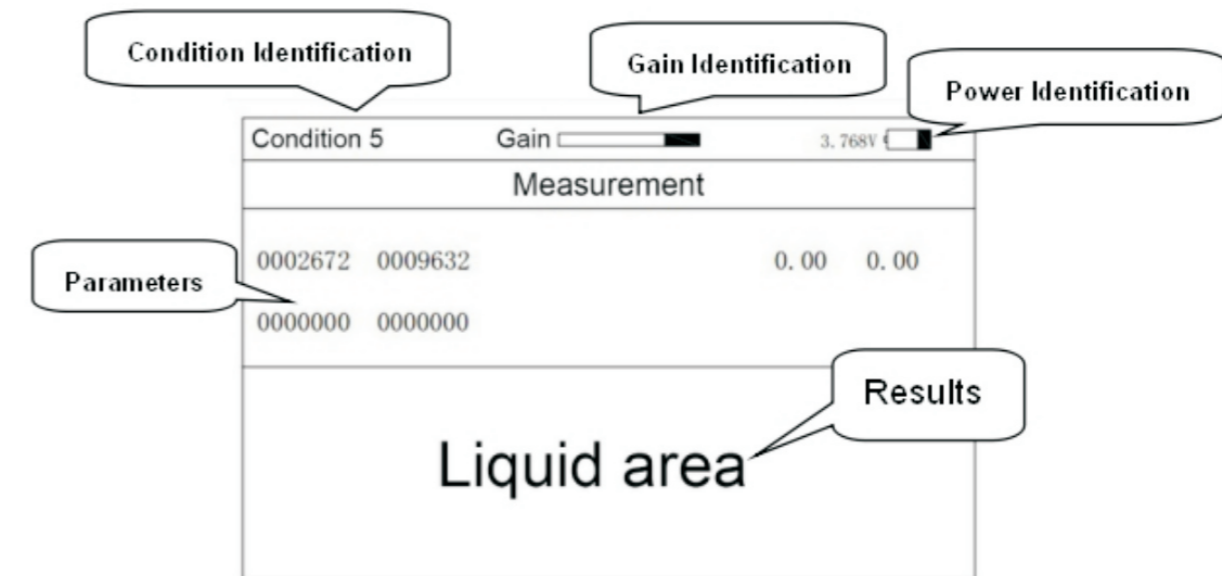 Condition Identification
Gain Identification
Power Identification
Condition 5 Gain 3.768V
Measurement
0002672 0009632 0.00 0.00
Parameters
0000000 0000000
Results
Liquid area